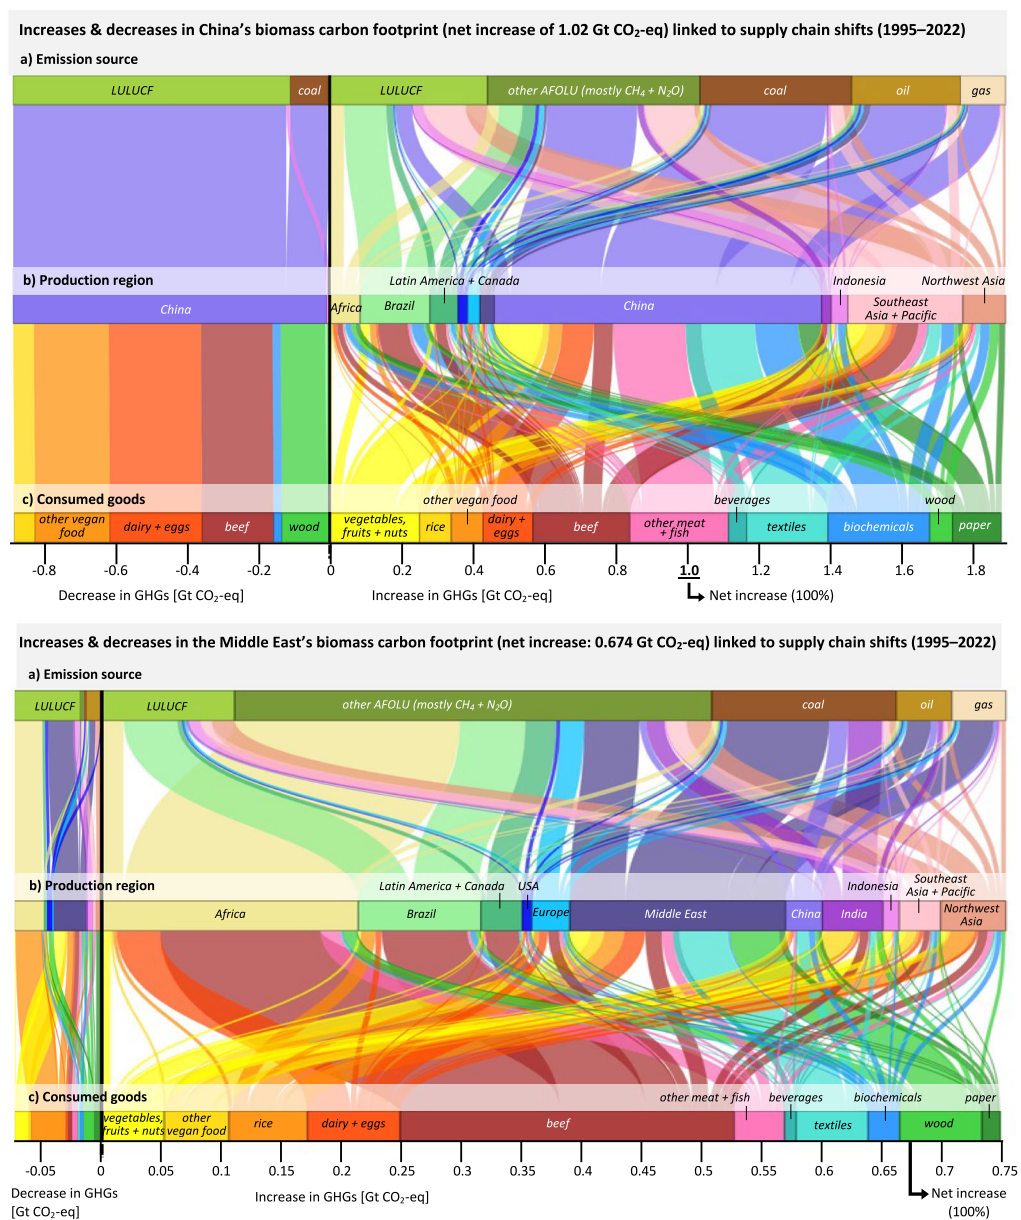 Increases & decreases in China's biomass carbon footprint (net increase of 1.02 Gt CO₂-eq) linked to supply chain shifts (1995–2022)
a) Emission source
LULUCF
coal
LULUCF
other AFOLU (mostly CH₄ + N₂O)
coal
oil
gas
b) Production region
Latin America + Canada
Indonesia
Northwest Asia
China
Africa
Brazil
China
Southeast
Asia + Pacific
c) Consumed goods
other vegan food
beverages
wood
other vegan
food
dairy + eggs
beef
wood
vegetables,
fruits + nuts
rice
dairy +
eggs
beef
other meat
+ fish
textiles
biochemicals
paper
-0.8
-0.6
-0.4
-0.2
0
0.2
0.4
0.6
0.8
1.0
1.2
1.4
1.6
1.8
Decrease in GHGs [Gt CO₂-eq]
Increase in GHGs [Gt CO₂-eq]
Net increase (100%)
Increases & decreases in the Middle East's biomass carbon footprint (net increase: 0.674 Gt CO₂-eq) linked to supply chain shifts (1995–2022)
a) Emission source
LULUCF
LULUCF
other AFOLU (mostly CH₄ + N₂O)
coal
oil
gas
b) Production region
Latin America + Canada
USA
Indonesia
Southeast
Asia + Pacific
Africa
Brazil
Europe
Middle East
China
India
Northwest
Asia
c) Consumed goods
other meat + fish
beverages
biochemicals
paper
vegetables,
fruits + nuts
other
vegan food
rice
dairy + eggs
beef
textiles
wood
-0.05
0
0.05
0.1
0.15
0.2
0.25
0.3
0.35
0.4
0.45
0.5
0.55
0.6
0.65
0.7
0.75
Decrease in GHGs
[Gt CO₂-eq]
Increase in GHGs [Gt CO₂-eq]
Net increase
(100%)